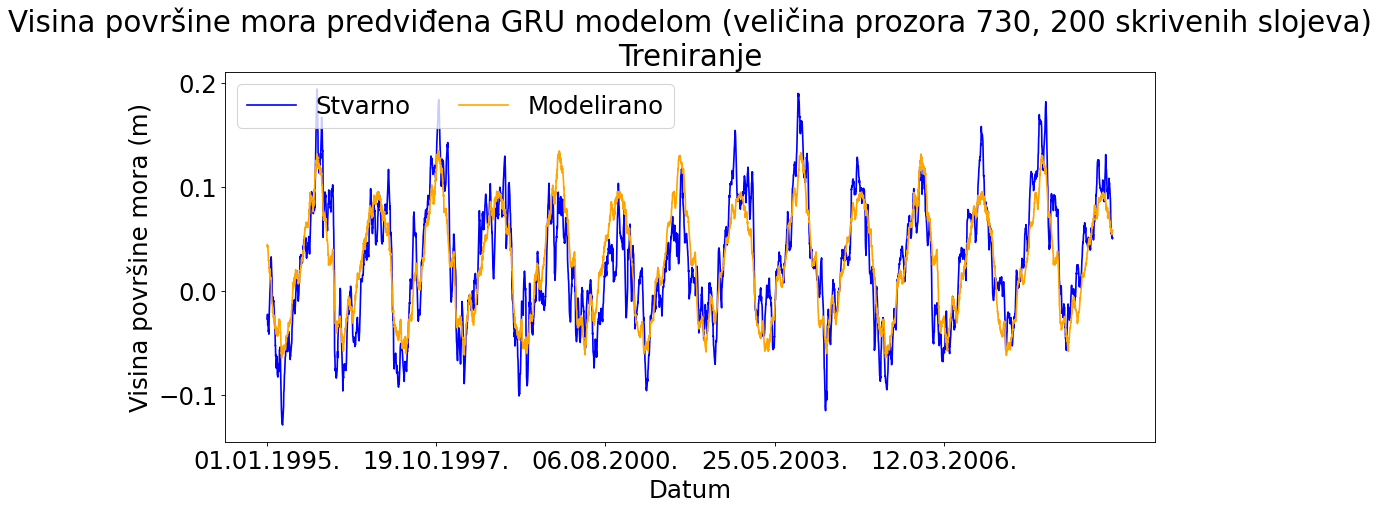 Visina površine mora predviđena GRU modelom (veličina prozora 730, 200 skrivenih slojeva)
Treniranje
Stvarno
Modelirano
Visina površine mora (m)
0.2
0.1
0.0
−0.1
01.01.1995.
19.10.1997.
06.08.2000.
25.05.2003.
12.03.2006.
Datum